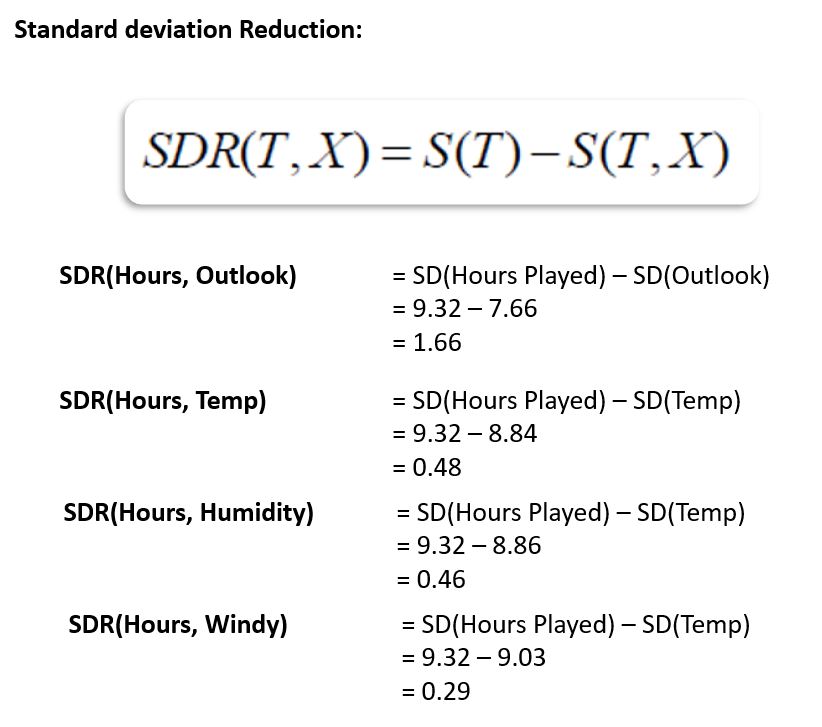 Standard deviation Reduction:
SDR(T, X) = S(T) – S(T, X)
SDR(Hours, Outlook) = SD(Hours Played) – SD(Outlook)
= 9.32 – 7.66
= 1.66
SDR(Hours, Temp) = SD(Hours Played) – SD(Temp)
= 9.32 – 8.84
= 0.48
SDR(Hours, Humidity) = SD(Hours Played) – SD(Temp)
= 9.32 – 8.86
= 0.46
SDR(Hours, Windy) = SD(Hours Played) – SD(Temp)
= 9.32 – 9.03
= 0.29